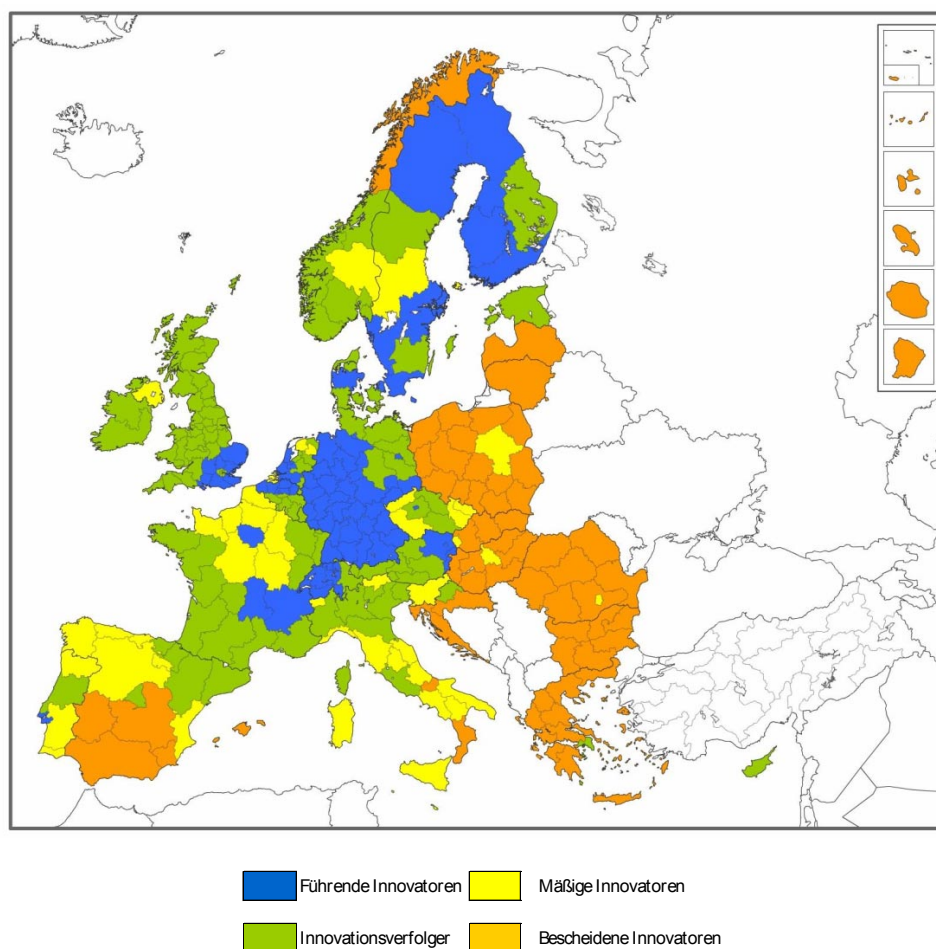 Führende Innovatoren
Mäßige Innovatoren
Innovationsverfolger
Bescheidene Innovatoren